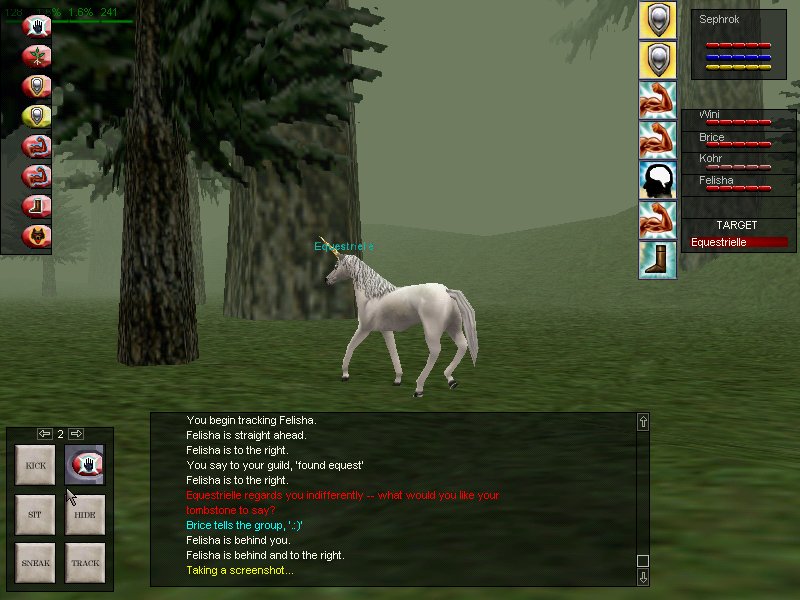 1.6% 241
Sephrok
Wini
Brice
Kohr
Felisha
TARGET
Equestrielle
Equestrielle
2
KICK
SIT
HIDE
SNEAK
TRACK
You begin tracking Felisha.
Felisha is straight ahead.
Felisha is to the right.
You say to your guild, 'found equest'
Felisha is to the right.
Equestrielle regards you indifferently -- what would you like your
tombstone to say?
Brice tells the group, '.:)'
Felisha is behind you.
Felisha is behind and to the right.
Taking a screenshot...